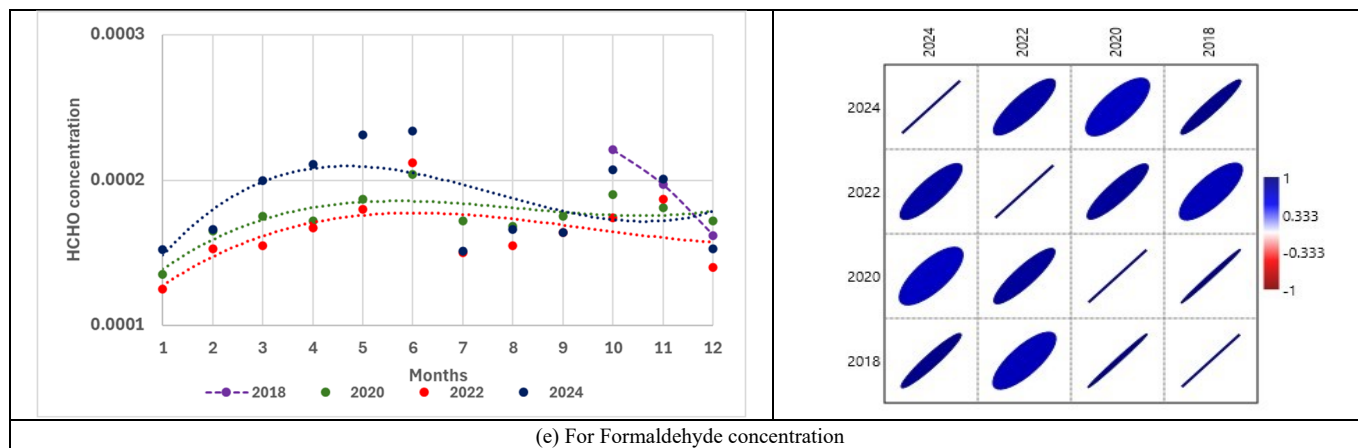 0.0003
0.0002
0.0001
HCHO concentration
1 2 3 4 5 6 7 8 9 10 11 12
Months
2018 2020 2022 2024
2024 2022 2020 2018
2024
2022
2020
2018
1
0.333
-0.333
-1
(e) For Formaldehyde concentration